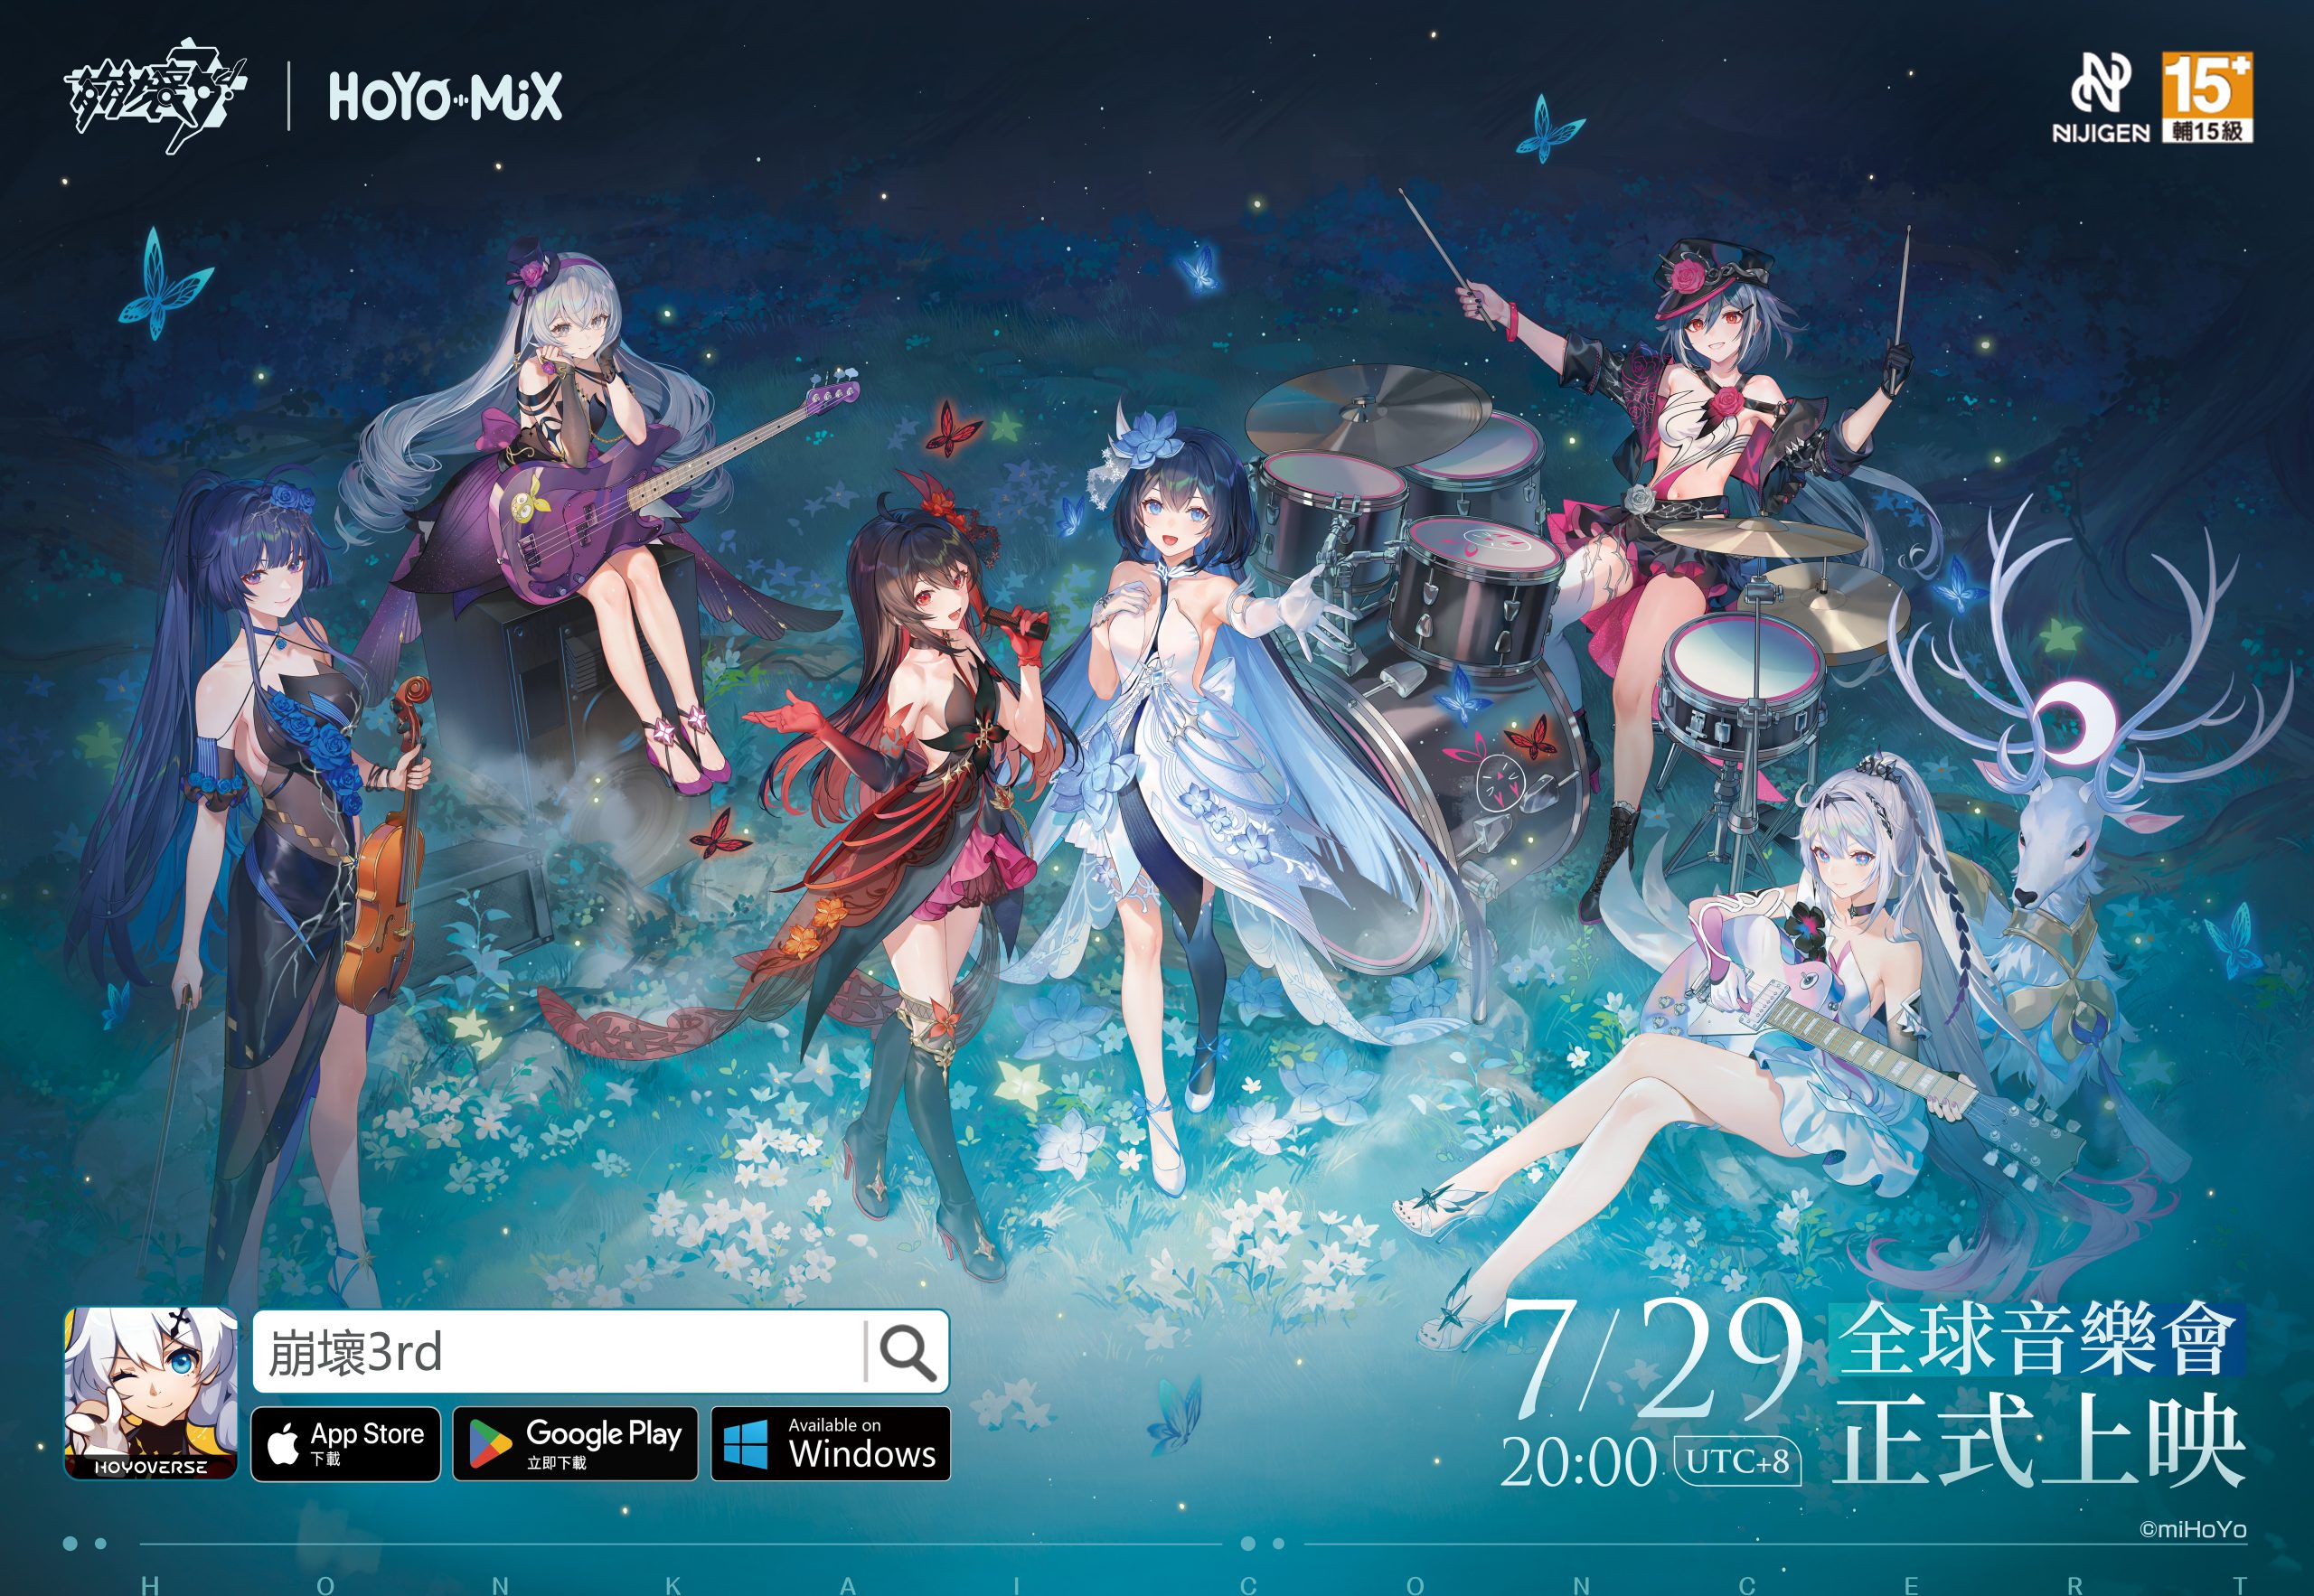 崩壞3
HoYo-MiX
NIJIGEN
15+
輔15級
崩壞3rd
HOYOVERSE
App Store
下載
Google Play
立即下載
Available on
Windows
7/29
20:00 UTC+8
全球音樂會
正式上映
©miHoYo
HONKAI CONCERT